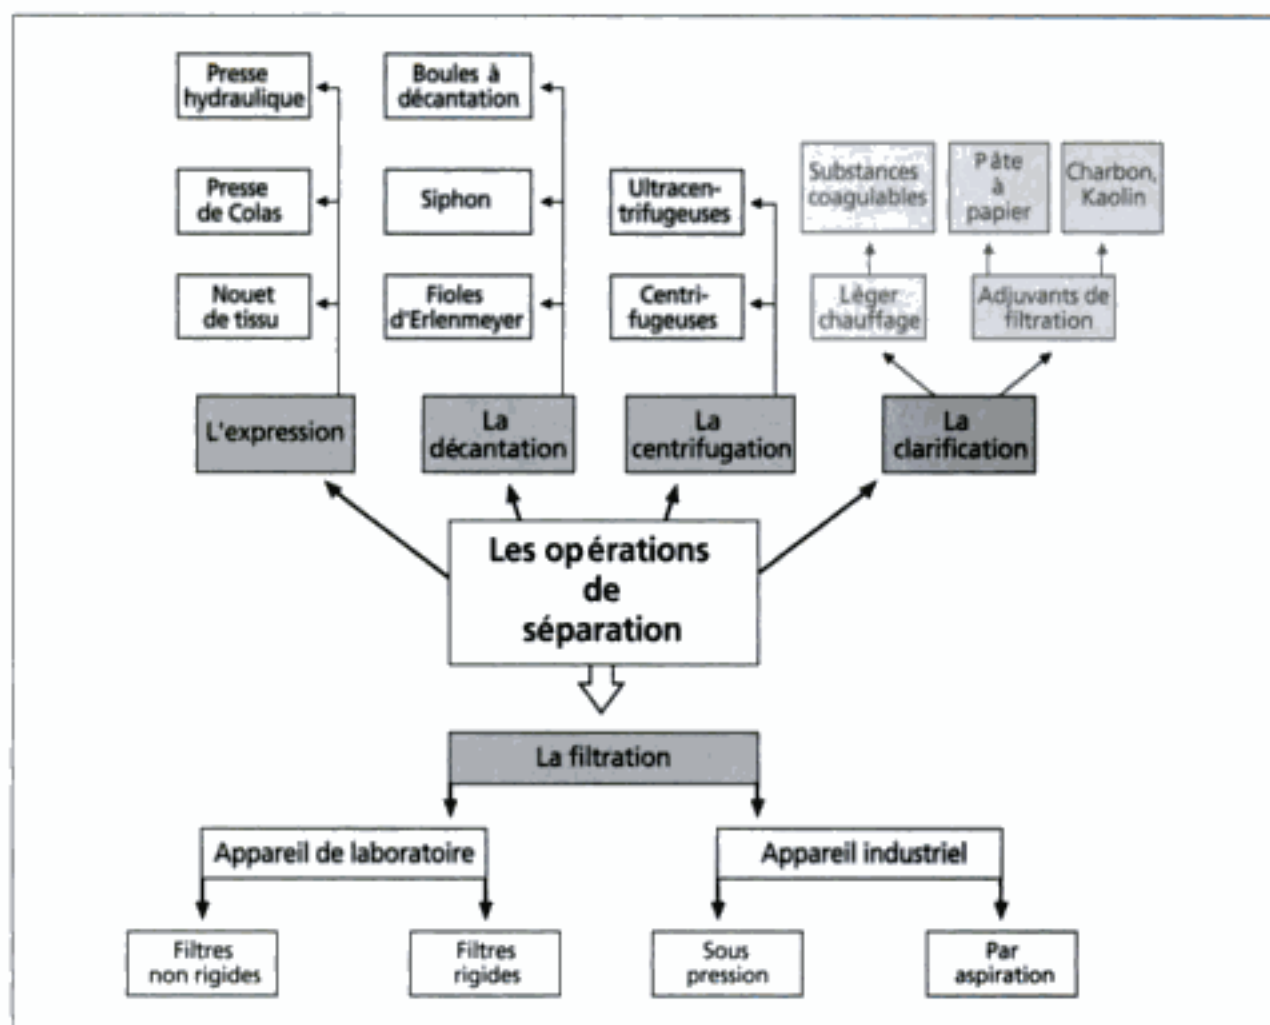 Presse
hydraulique
Boules à
décantation
Presse
de Colas
Siphon
Ultracen-
trifugeuses
Substances
coagulables
Pâte
à
papier
Charbon,
Kaolin
Nouet
de tissu
Fioles
d'Erlenmeyer
Centri-
fugeuses
Léger
chauffage
Adjuvants de
filtration
L'expression
La
décantation
La
centrifugation
La
clarification
Les opérations
de
séparation
La filtration
Appareil de laboratoire
Appareil industriel
Filtres
non rigides
Filtres
rigides
Sous
pression
Par
aspiration